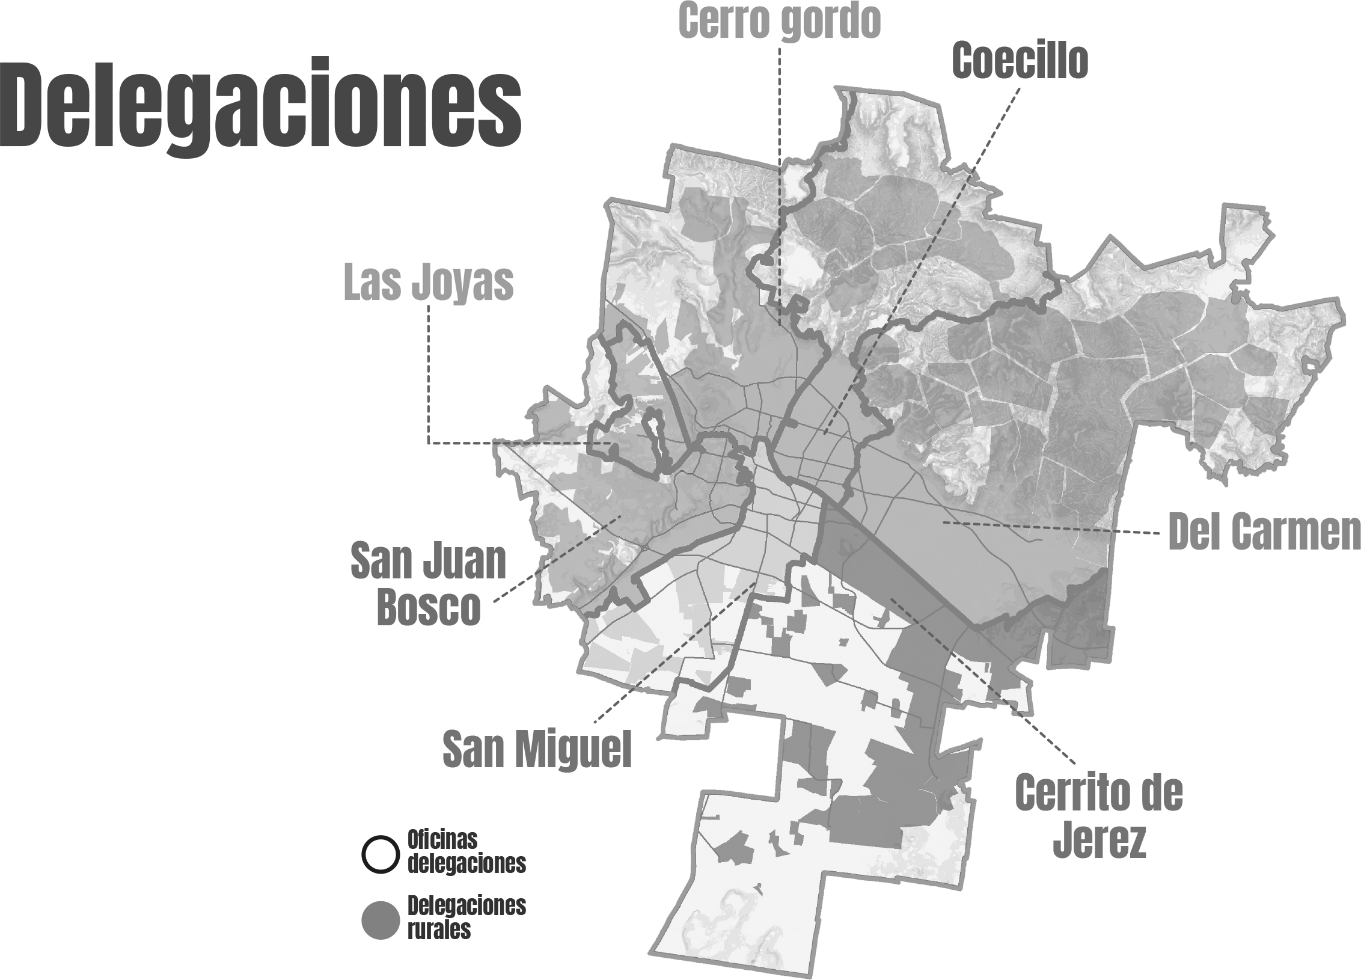 Cerro gordo
Coecillo
Delegaciones
Las Joyas
Del Carmen
San Juan
Bosco
San Miguel
Cerrito de
Jerez
Oficinas
delegaciones
Delegaciones
rurales